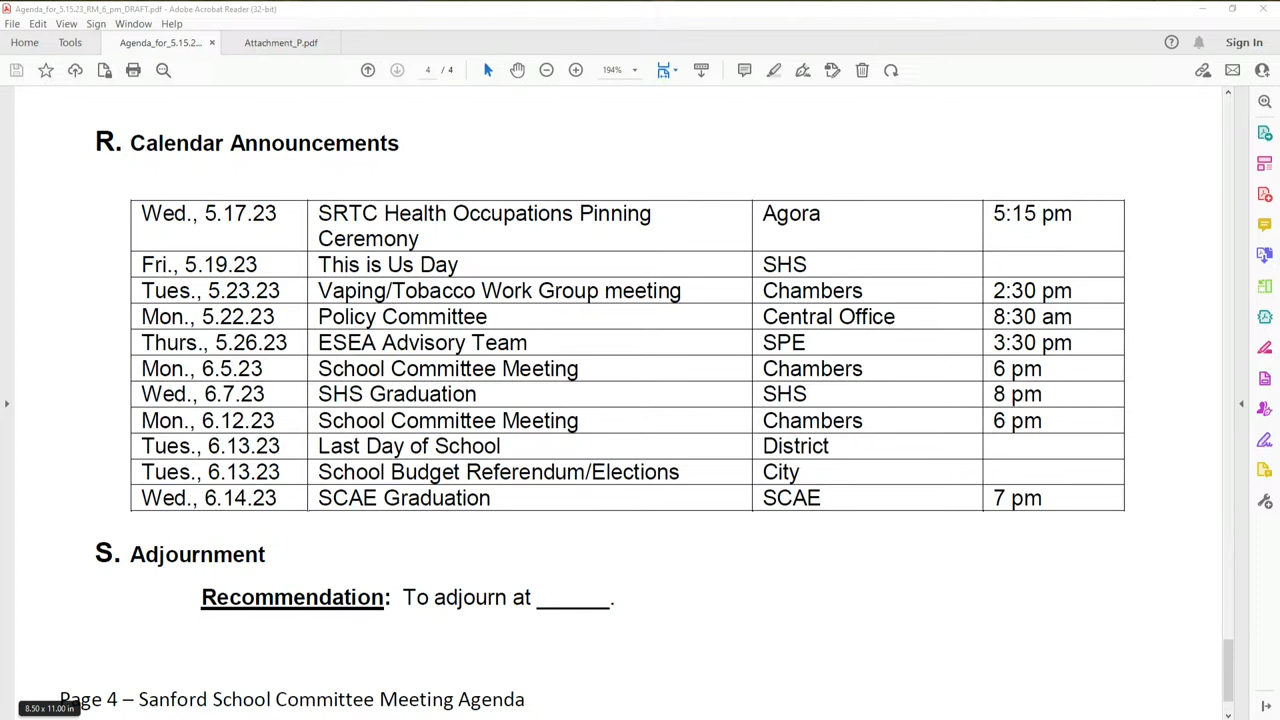 Agenda_for_5.15.23_RM_6_pm_DRAFT.pdf - Adobe Acrobat Reader (32-bit)
File Edit View Sign Window Help
Home Tools Agenda_for_5.15.2... × Attachment_P.pdf Sign In
4 / 4 194%
R. Calendar Announcements
Wed., 5.17.23 SRTC Health Occupations Pinning Agora 5:15 pm
Ceremony
Fri., 5.19.23 This is Us Day SHS
Tues., 5.23.23 Vaping/Tobacco Work Group meeting Chambers 2:30 pm
Mon., 5.22.23 Policy Committee Central Office 8:30 am
Thurs., 5.26.23 ESEA Advisory Team SPE 3:30 pm
Mon., 6.5.23 School Committee Meeting Chambers 6 pm
Wed., 6.7.23 SHS Graduation SHS 8 pm
Mon., 6.12.23 School Committee Meeting Chambers 6 pm
Tues., 6.13.23 Last Day of School District
Tues., 6.13.23 School Budget Referendum/Elections City
Wed., 6.14.23 SCAE Graduation SCAE 7 pm
S. Adjournment
Recommendation: To adjourn at ______.
Page 4 – Sanford School Committee Meeting Agenda
8.50 x 11.00 in